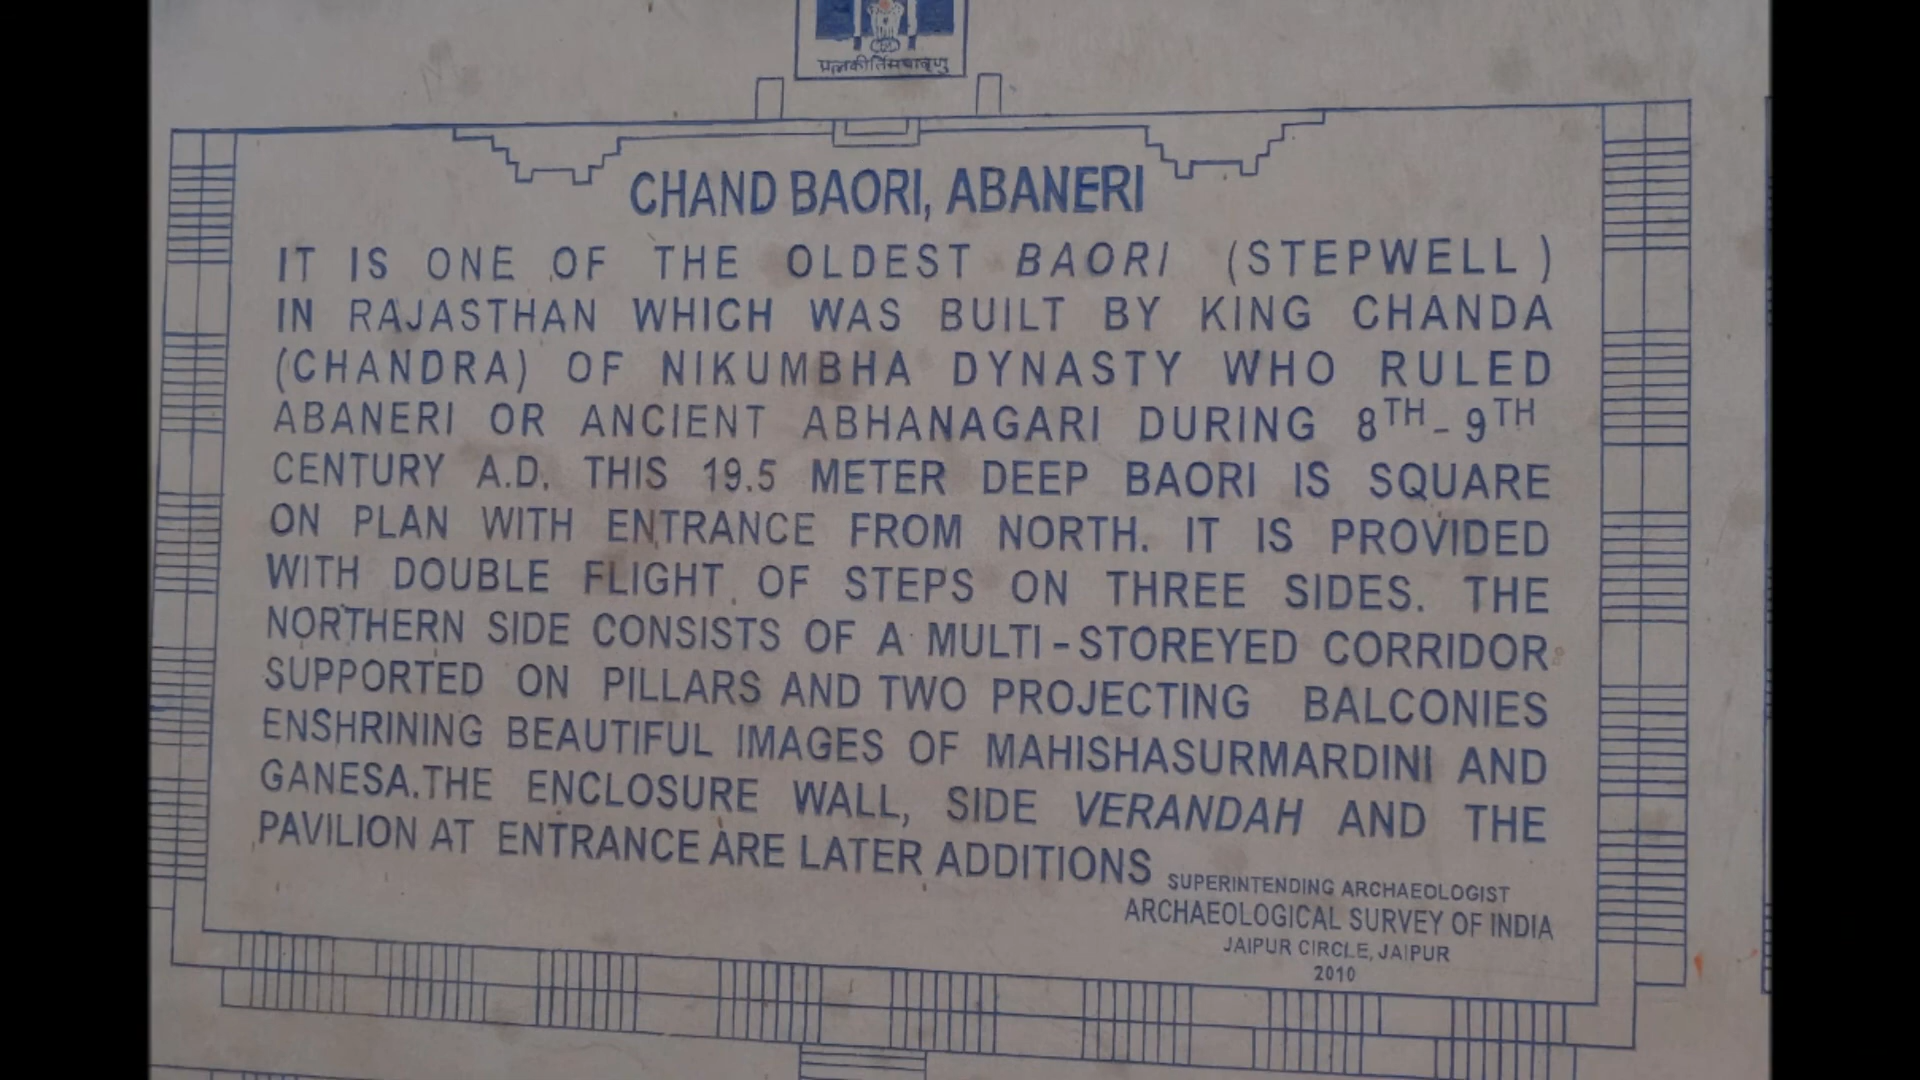 प्रत्नकीर्तिमपावृणु
CHAND BAORI, ABANERI
IT IS ONE OF THE OLDEST BAORI (STEPWELL)
IN RAJASTHAN WHICH WAS BUILT BY KING CHANDA
(CHANDRA) OF NIKUMBHA DYNASTY WHO RULED
ABANERI OR ANCIENT ABHANAGARI DURING 8TH - 9TH
CENTURY A.D. THIS 19.5 METER DEEP BAORI IS SQUARE
ON PLAN WITH ENTRANCE FROM NORTH. IT IS PROVIDED
WITH DOUBLE FLIGHT OF STEPS ON THREE SIDES. THE
NORTHERN SIDE CONSISTS OF A MULTI-STOREYED CORRIDOR
SUPPORTED ON PILLARS AND TWO PROJECTING BALCONIES
ENSHRINING BEAUTIFUL IMAGES OF MAHISHASURMARDINI AND
GANESA.THE ENCLOSURE WALL, SIDE VERANDAH AND THE
PAVILION AT ENTRANCE ARE LATER ADDITIONS
SUPERINTENDING ARCHAEOLOGIST
ARCHAEOLOGICAL SURVEY OF INDIA
JAIPUR CIRCLE, JAIPUR
2010